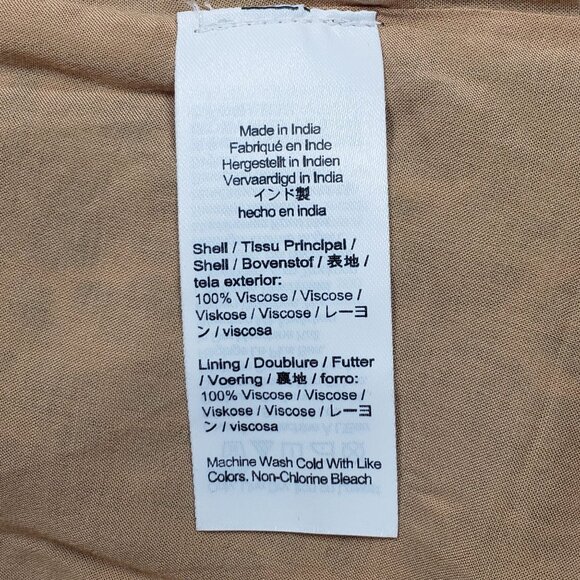 Made in India
Fabriqué en Inde
Hergestellt in Indien
Vervaardigd in India
インド製
hecho en india
Shell / Tissu Principal /
Shell / Bovenstof / 表地 /
tela exterior:
100% Viscose / Viscose /
Viskose / Viscose / レーヨ
ン / viscosa
Lining / Doublure / Futter
/ Voering / 裏地 / forro:
100% Viscose / Viscose /
Viskose / Viscose / レーヨ
ン / viscosa
Machine Wash Cold With Like
Colors. Non-Chlorine Bleach